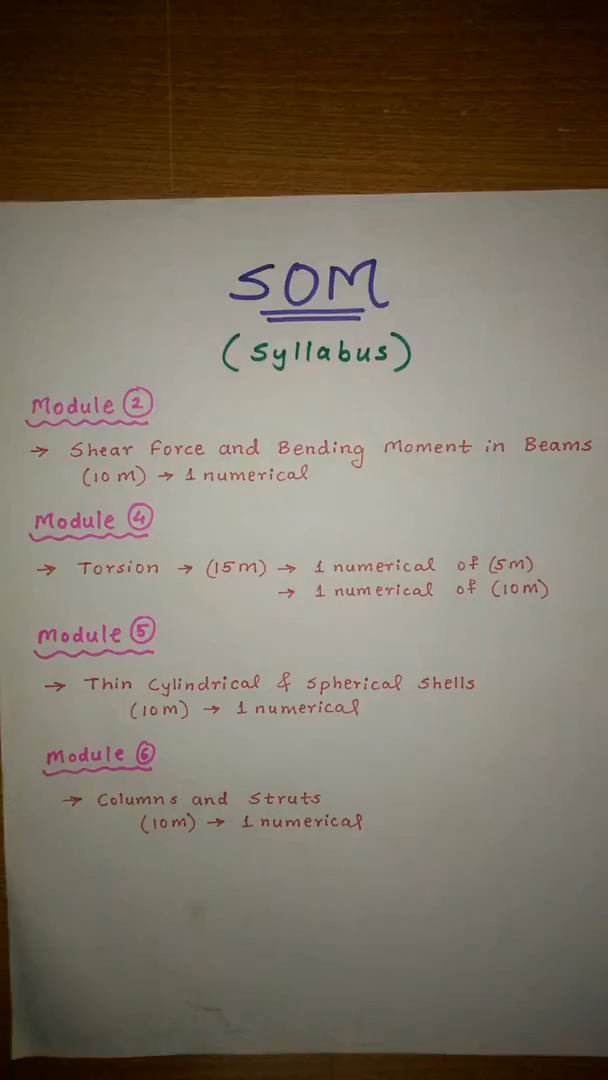 SOM
(Syllabus)
Module 2
→ Shear Force and Bending Moment in Beams
(10 m) → 1 numerical
Module 4
→ Torsion → (15m) → 1 numerical of (5m)
→ 1 numerical of (10m)
Module 5
→ Thin Cylindrical & Spherical Shells
(10m) → 1 numerical
Module 6
→ Columns and Struts
(10m) → 1 numerical